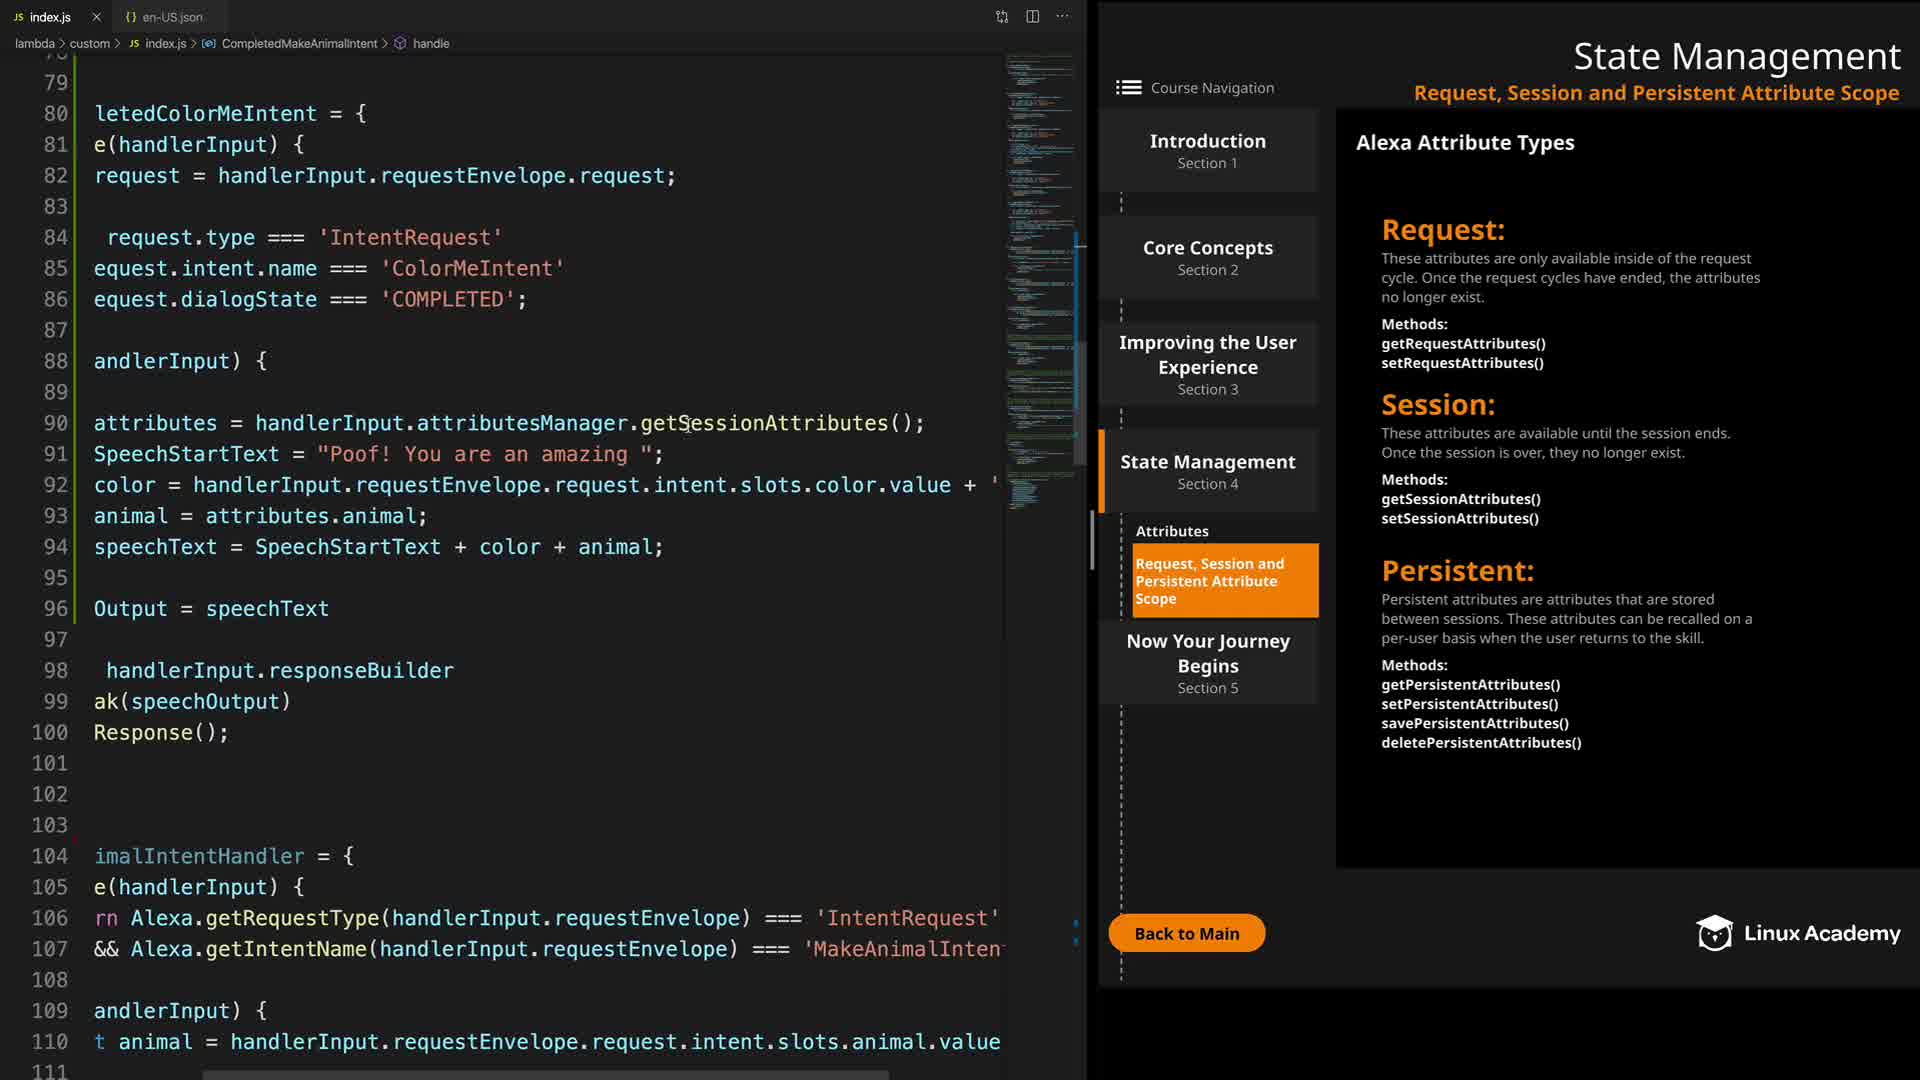 JS index.js
{} en-US.json
lambda > custom > JS index.js > CompletedMakeAnimalIntent > handle
79
80 letedColorMeIntent = {
81 e(handlerInput) {
82 request = handlerInput.requestEnvelope.request;
83
84 request.type === 'IntentRequest'
85 equest.intent.name === 'ColorMeIntent'
86 equest.dialogState === 'COMPLETED';
87
88 andlerInput) {
89
90 attributes = handlerInput.attributesManager.getSessionAttributes();
91 SpeechStartText = "Poof! You are an amazing ";
92 color = handlerInput.requestEnvelope.request.intent.slots.color.value + '
93 animal = attributes.animal;
94 speechText = SpeechStartText + color + animal;
95
96 Output = speechText
97
98 handlerInput.responseBuilder
99 ak(speechOutput)
100 Response();
101
102
103
104 imalIntentHandler = {
105 e(handlerInput) {
106 rn Alexa.getRequestType(handlerInput.requestEnvelope) === 'IntentRequest'
107 && Alexa.getIntentName(handlerInput.requestEnvelope) === 'MakeAnimalInten
108
109 andlerInput) {
110 t animal = handlerInput.requestEnvelope.request.intent.slots.animal.value
111
State Management
Request, Session and Persistent Attribute Scope
Course Navigation
Introduction
Section 1
Core Concepts
Section 2
Improving the User
Experience
Section 3
State Management
Section 4
Attributes
Request, Session and
Persistent Attribute
Scope
Now Your Journey
Begins
Section 5
Back to Main
Alexa Attribute Types
Request:
These attributes are only available inside of the request
cycle. Once the request cycles have ended, the attributes
no longer exist.
Methods:
getRequestAttributes()
setRequestAttributes()
Session:
These attributes are available until the session ends.
Once the session is over, they no longer exist.
Methods:
getSessionAttributes()
setSessionAttributes()
Persistent:
Persistent attributes are attributes that are stored
between sessions. These attributes can be recalled on a
per-user basis when the user returns to the skill.
Methods:
getPersistentAttributes()
setPersistentAttributes()
savePersistentAttributes()
deletePersistentAttributes()
Linux Academy